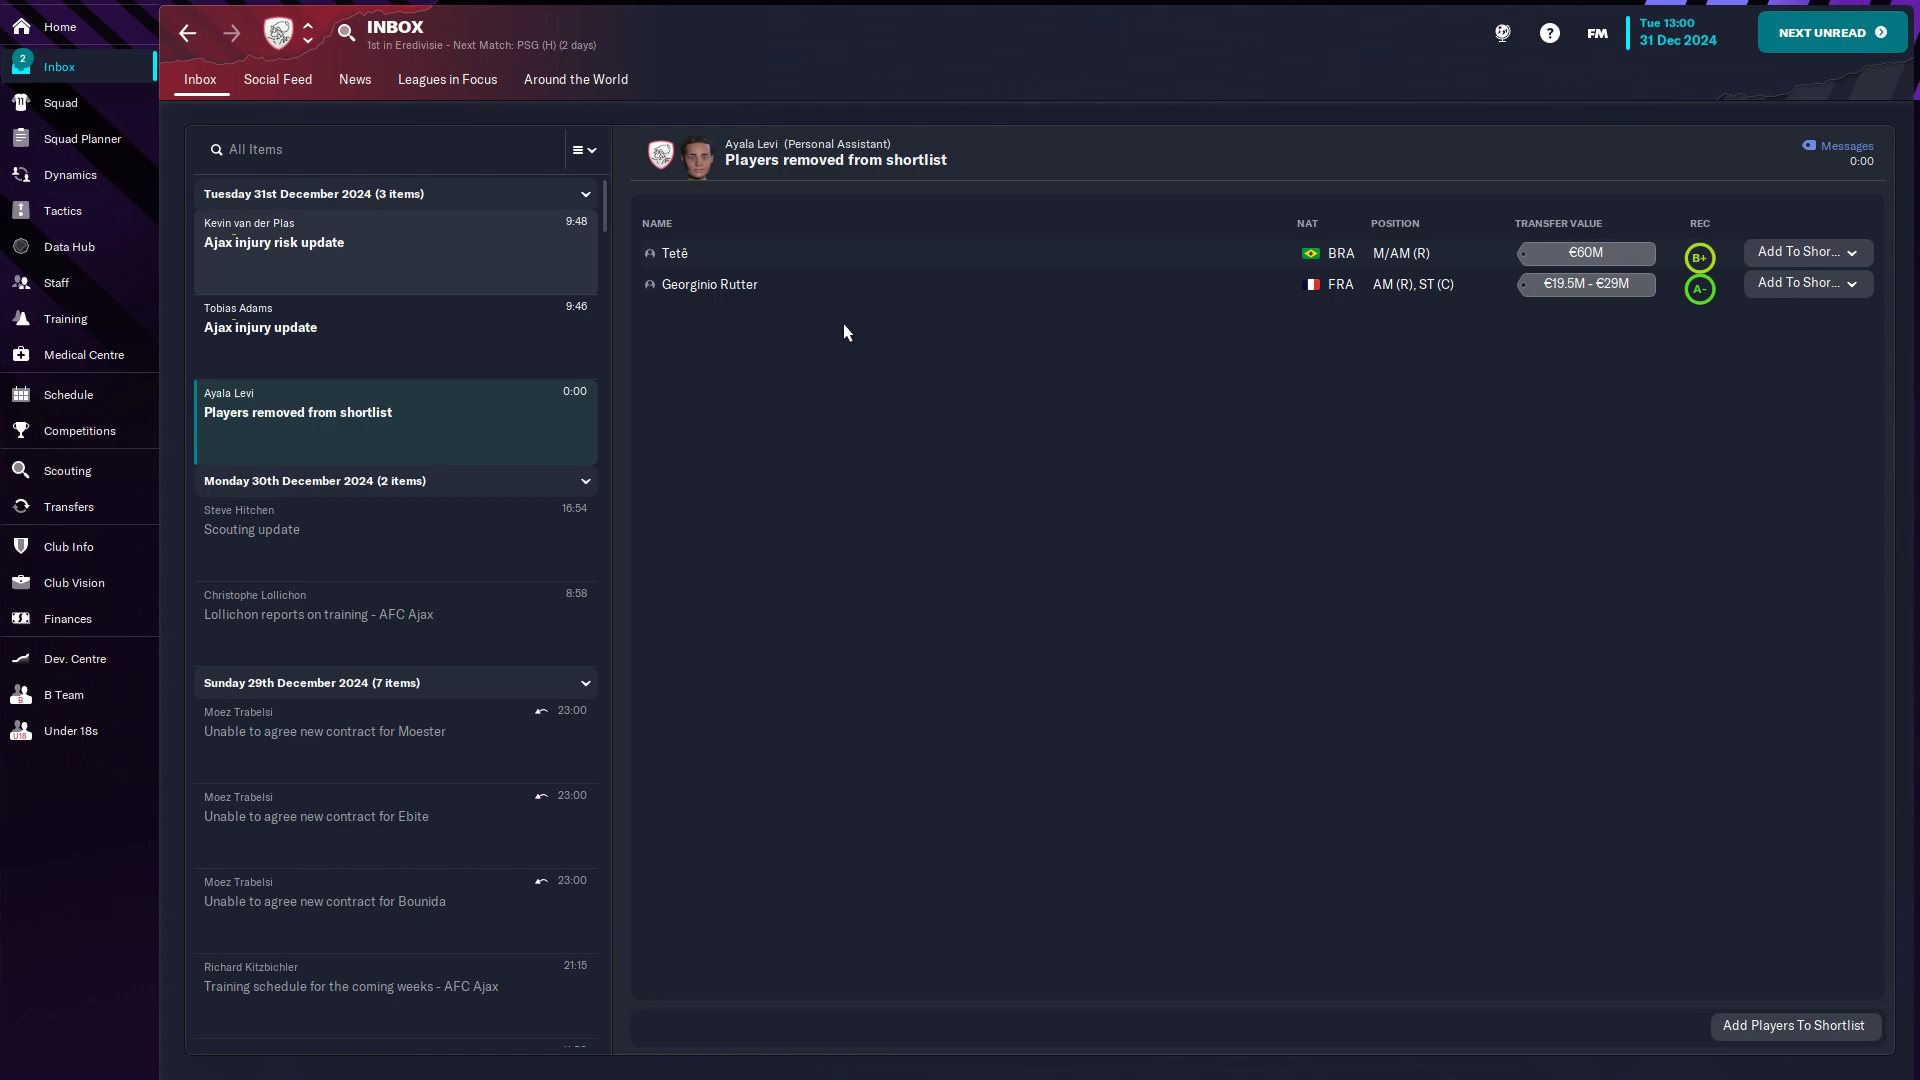 Home
2
Inbox
11
Squad
Squad Planner
Dynamics
Tactics
Data Hub
Staff
Training
Medical Centre
Schedule
Competitions
Scouting
Transfers
Club Info
Club Vision
Finances
Dev. Centre
B
B Team
U18
Under 18s
INBOX
1st in Eredivisie - Next Match: PSG (H) (2 days)
Inbox Social Feed News Leagues in Focus Around the World
?
FM
Tue 13:00
31 Dec 2024
NEXT UNREAD
All Items
Tuesday 31st December 2024 (3 items)
Kevin van der Plas 9:48
Ajax injury risk update
Tobias Adams 9:46
Ajax injury update
Ayala Levi 0:00
Players removed from shortlist
Monday 30th December 2024 (2 items)
Steve Hitchen 16:54
Scouting update
Christophe Lollichon 8:58
Lollichon reports on training - AFC Ajax
Sunday 29th December 2024 (7 items)
Moez Trabelsi 23:00
Unable to agree new contract for Moester
Moez Trabelsi 23:00
Unable to agree new contract for Ebite
Moez Trabelsi 23:00
Unable to agree new contract for Bounida
Richard Kitzbichler 21:15
Training schedule for the coming weeks - AFC Ajax
Ayala Levi (Personal Assistant)
Players removed from shortlist
Messages
0:00
NAME NAT POSITION TRANSFER VALUE REC
Tetê BRA M/AM (R) €60M B+ Add To Shor...
Georginio Rutter FRA AM (R), ST (C) €19.5M - €29M A- Add To Shor...
Add Players To Shortlist